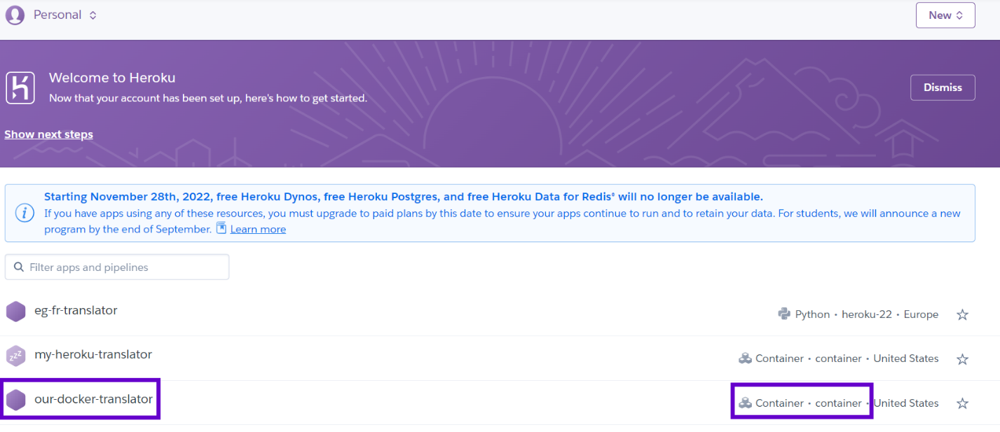 Personal
New
Welcome to Heroku
Now that your account has been set up, here's how to get started.
Dismiss
Show next steps
Starting November 28th, 2022, free Heroku Dynos, free Heroku Postgres, and free Heroku Data for Redis® will no longer be available.
If you have apps using any of these resources, you must upgrade to paid plans by this date to ensure your apps continue to run and to retain your data. For students, we will announce a new
program by the end of September. Learn more
Filter apps and pipelines
eg-fr-translator
Python • heroku-22 • Europe
zzz
my-heroku-translator
Container • container • United States
our-docker-translator
Container • container • United States